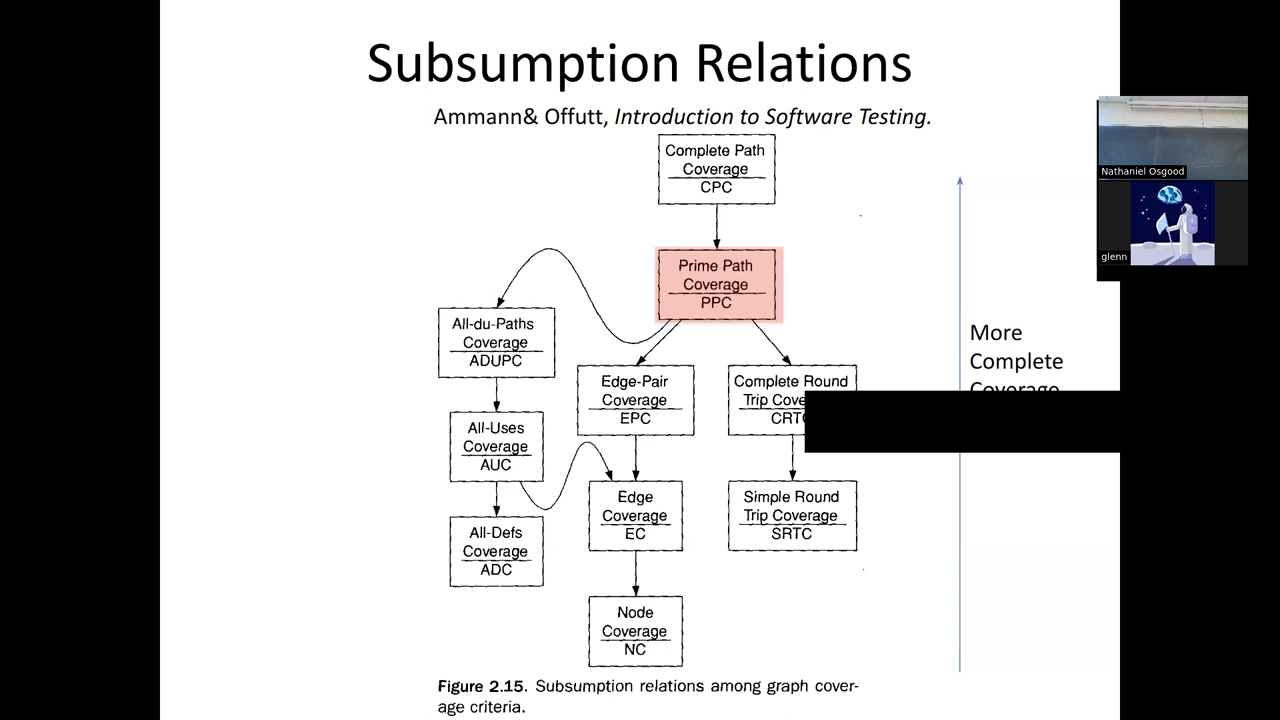 Subsumption Relations
Ammann& Offutt, Introduction to Software Testing.
Complete Path
Coverage
CPC
Prime Path
Coverage
PPC
All-du-Paths
Coverage
ADUPC
Edge-Pair
Coverage
EPC
Complete Round
Trip
All-Uses
Coverage
AUC
Edge
Coverage
EC
Simple Round
Trip Coverage
SRTC
All-Defs
Coverage
ADC
Node
Coverage
NC
More
Complete
Coverage
Figure 2.15. Subsumption relations among graph cover-
age criteria.
Nathaniel Osgood
glenn